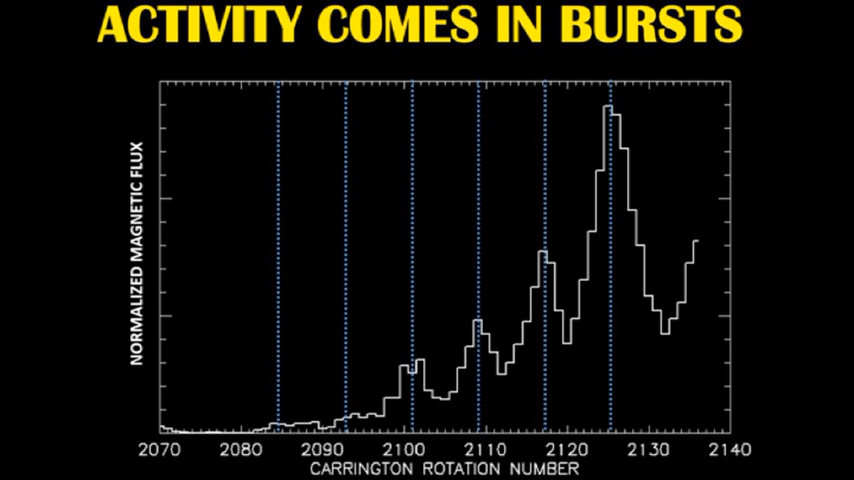 ACTIVITY COMES IN BURSTS
NORMALIZED MAGNETIC FLUX
2070 2080 2090 2100 2110 2120 2130 2140
CARRINGTON ROTATION NUMBER